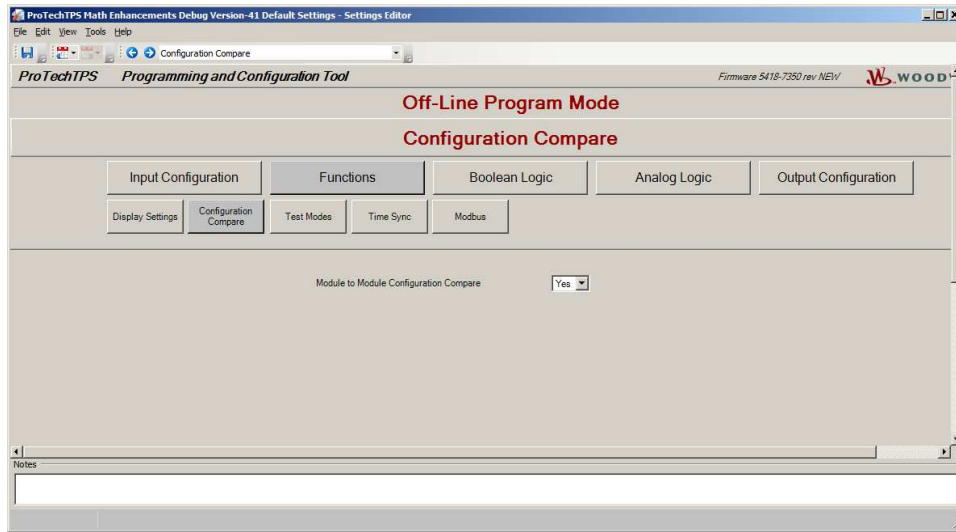 ProTechTPS Math Enhancements Debug Version-41 Default Settings - Settings Editor
File Edit View Tools Help
Configuration Compare
ProTechTPS Programming and Configuration Tool Firmware 5418-7350 rev NEW WOOD
Off-Line Program Mode
Configuration Compare
Input Configuration Functions Boolean Logic Analog Logic Output Configuration
Display Settings Configuration Compare Test Modes Time Sync Modbus
Module to Module Configuration Compare Yes
Notes